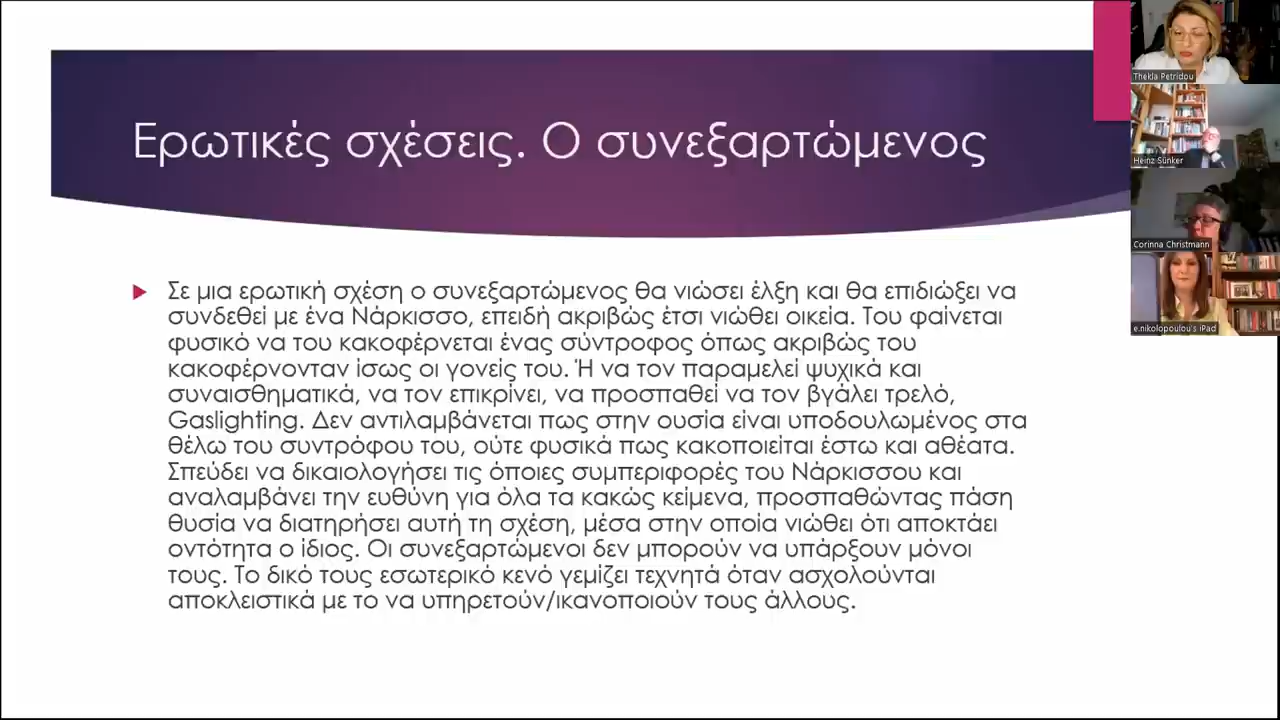 Ερωτικές σχέσεις. Ο συνεξαρτώμενος
Σε μια ερωτική σχέση ο συνεξαρτώμενος θα νιώσει έλξη και θα επιδιώξει να
συνδεθεί με ένα Νάρκισσο, επειδή ακριβώς έτσι νιώθει οικεία. Του φαίνεται
φυσικό να του κακοφέρνεται ένας σύντροφος όπως ακριβώς του
κακοφέρνονταν ίσως οι γονείς του. Ή να τον παραμελεί ψυχικά και
συναισθηματικά, να τον επικρίνει, να προσπαθεί να τον βγάλει τρελό,
Gaslighting. Δεν αντιλαμβάνεται πως στην ουσία είναι υποδουλωμένος στα
θέλω του συντρόφου του, ούτε φυσικά πως κακοποιείται έστω και αθέατα.
Σπεύδει να δικαιολογήσει τις όποιες συμπεριφορές του Νάρκισσου και
αναλαμβάνει την ευθύνη για όλα τα κακώς κείμενα, προσπαθώντας πάση
θυσία να διατηρήσει αυτή τη σχέση, μέσα στην οποία νιώθει ότι αποκτάει
οντότητα ο ίδιος. Οι συνεξαρτώμενοι δεν μπορούν να υπάρξουν μόνοι
τους. Το δικό τους εσωτερικό κενό γεμίζει τεχνητά όταν ασχολούνται
αποκλειστικά με το να υπηρετούν/ικανοποιούν τους άλλους.
Thekla Petridou
Heinz Sünker
Corinna Christmann
e.nikolopoulou's iPad